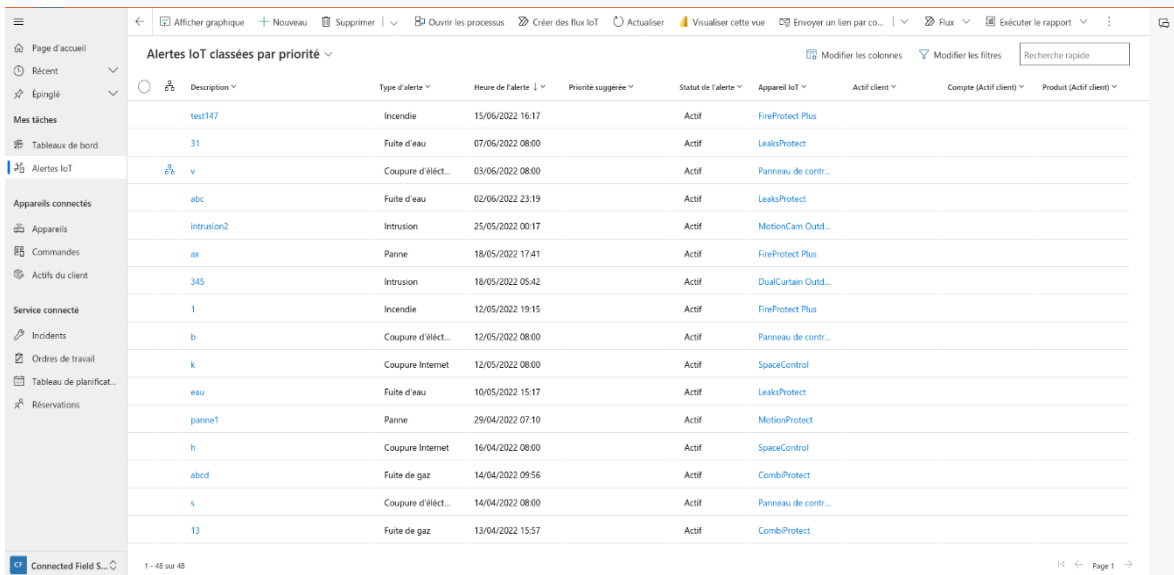 Afficher graphique Nouveau Supprimer Ouvrir les processus Créer des flux IoT Actualiser Visualiser cette vue Envoyer un lien par co... Flux Exécuter le rapport
Page d'accueil
Récent
Épinglé
Mes tâches
Tableaux de bord
Alertes IoT
Appareils connectés
Appareils
Commandes
Actifs du client
Service connecté
Incidents
Ordres de travail
Tableau de planificat...
Réservations
CF Connected Field S...
Alertes IoT classées par priorité Modifier les colonnes Modifier les filtres Recherche rapide
Description Type d'alerte Heure de l'alerte Priorité suggérée Statut de l'alerte Appareil IoT Actif client Compte (Actif client) Produit (Actif client)
test147 Incendie 15/06/2022 16:17 Actif FireProtect Plus
31 Fuite d'eau 07/06/2022 08:00 Actif LeaksProtect
v Coupure d'éléct... 03/06/2022 08:00 Actif Panneau de contr...
abc Fuite d'eau 02/06/2022 23:19 Actif LeaksProtect
intrusion2 Intrusion 25/05/2022 00:17 Actif MotionCam Outd...
ax Panne 18/05/2022 17:41 Actif FireProtect Plus
345 Intrusion 18/05/2022 05:42 Actif DualCurtain Outd...
1 Incendie 12/05/2022 19:15 Actif FireProtect Plus
b Coupure d'éléct... 12/05/2022 08:00 Actif Panneau de contr...
k Coupure Internet 12/05/2022 08:00 Actif SpaceControl
eau Fuite d'eau 10/05/2022 15:17 Actif LeaksProtect
panne1 Panne 29/04/2022 07:10 Actif MotionProtect
h Coupure Internet 16/04/2022 08:00 Actif SpaceControl
abcd Fuite de gaz 14/04/2022 09:56 Actif CombiProtect
s Coupure d'éléct... 14/04/2022 08:00 Actif Panneau de contr...
13 Fuite de gaz 13/04/2022 15:57 Actif CombiProtect
1 - 48 sur 48 Page 1